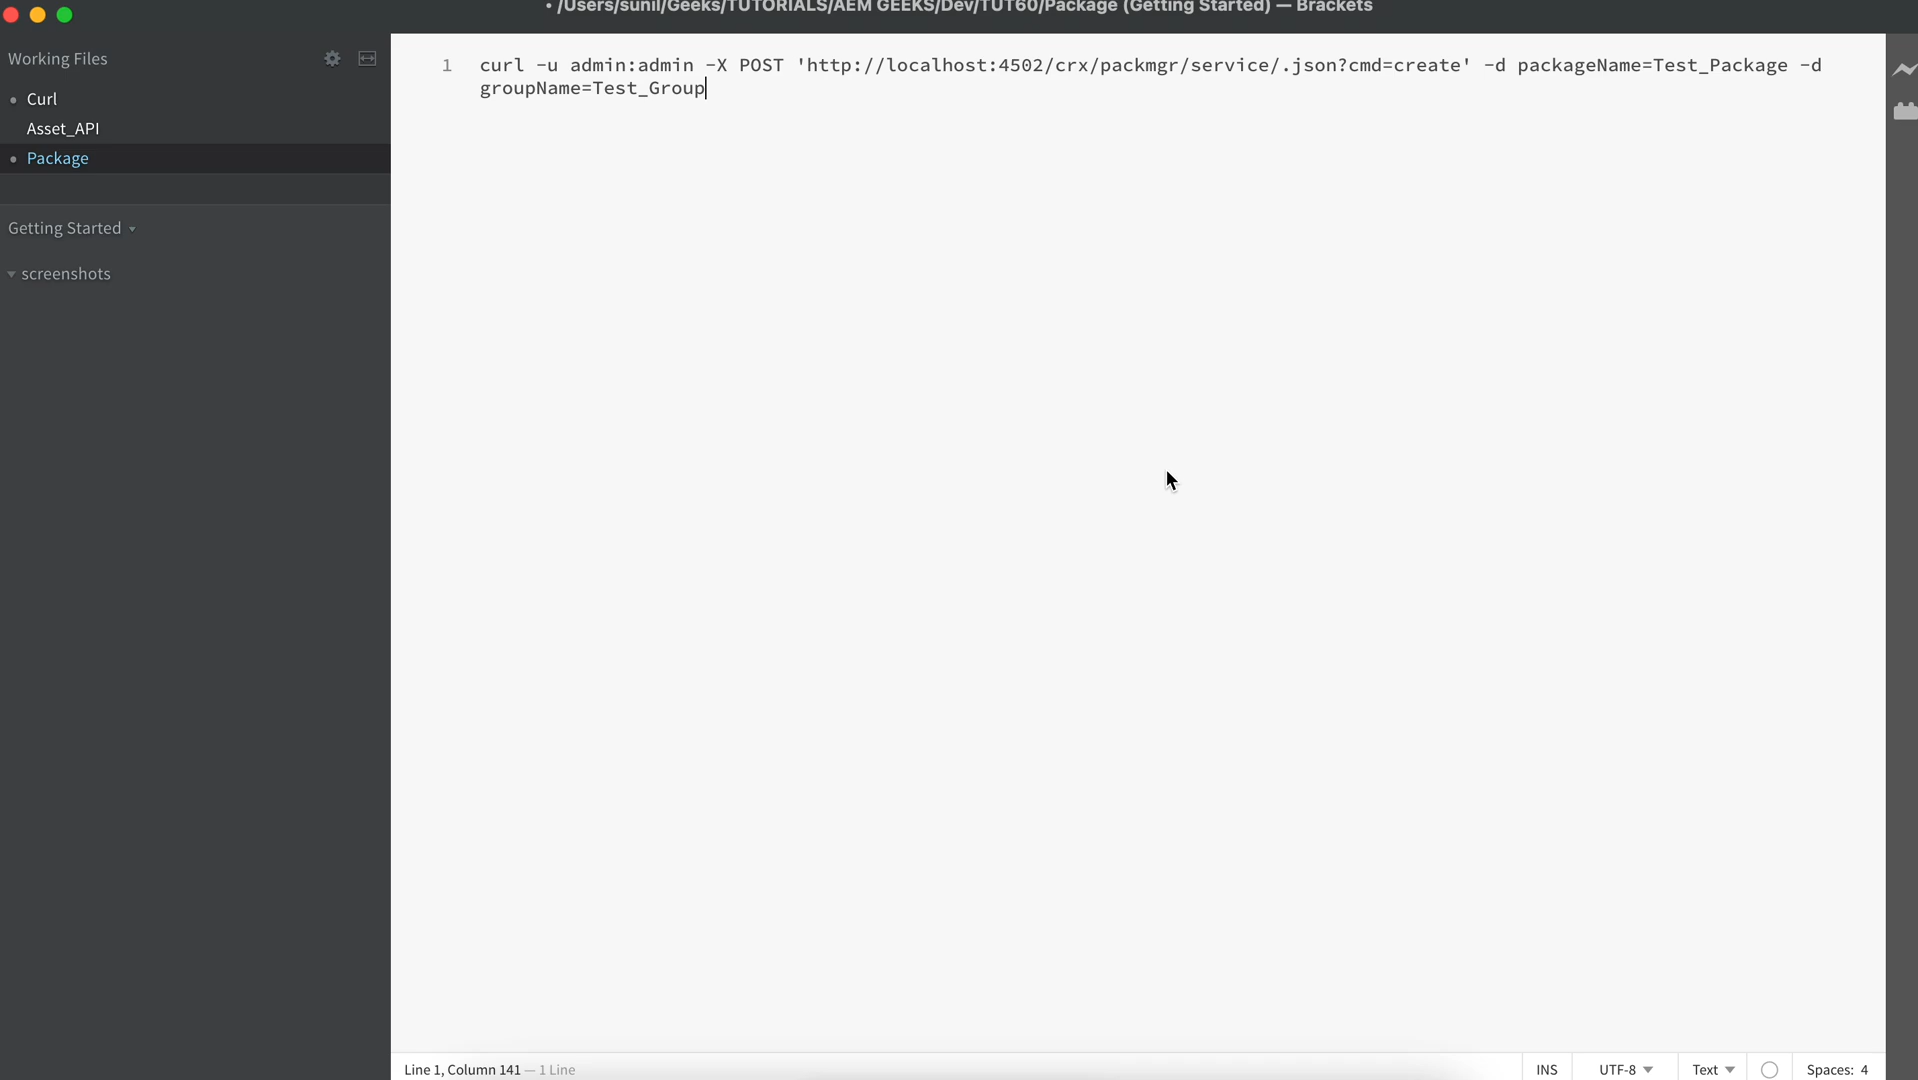 • /Users/sunil/Geeks/TUTORIALS/AEM GEEKS/Dev/TUT60/Package (Getting Started) — Brackets
Working Files
Curl
Asset_API
Package
Getting Started
screenshots
1 curl -u admin:admin -X POST 'http://localhost:4502/crx/packmgr/service/.json?cmd=create' -d packageName=Test_Package -d
groupName=Test_Group
Line 1, Column 141 — 1 Line
INS UTF-8 Text Spaces: 4